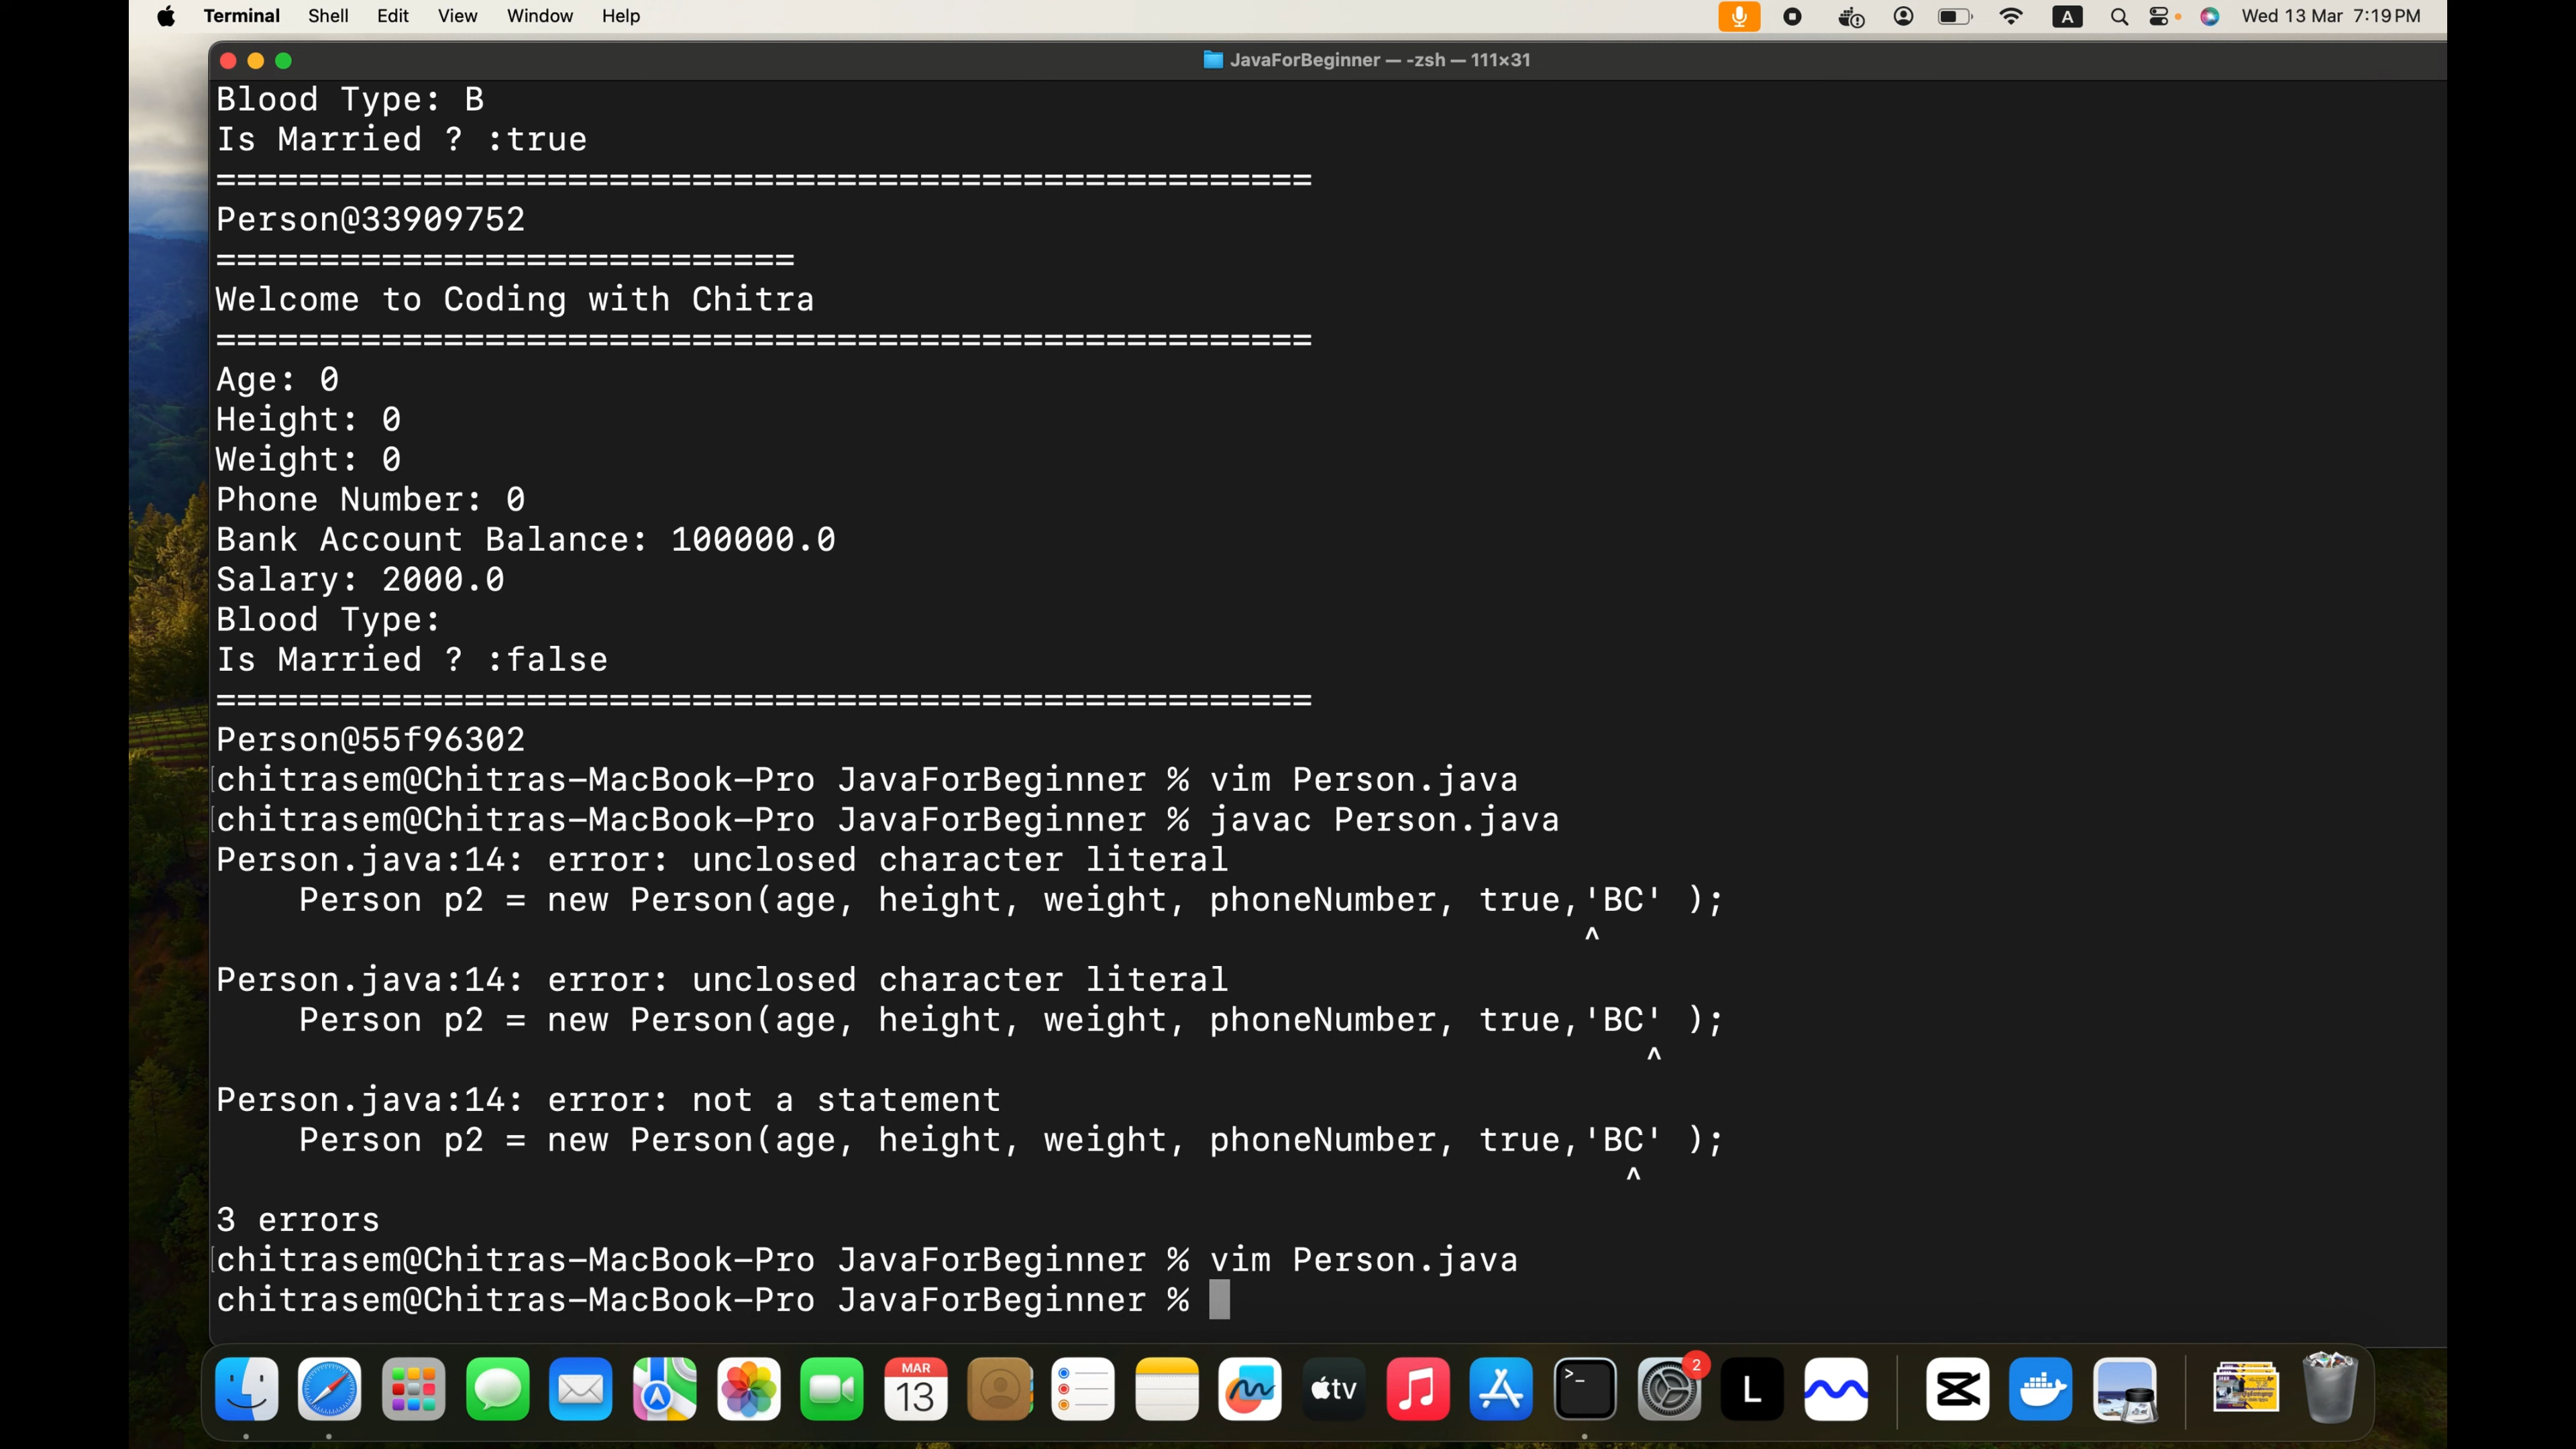 Terminal Shell Edit View Window Help A Wed 13 Mar 7:19 PM
JavaForBeginner — -zsh — 111×31
Blood Type: B
Is Married ? :true
=====================================================
Person@33909752
============================
Welcome to Coding with Chitra
=====================================================
Age: 0
Height: 0
Weight: 0
Phone Number: 0
Bank Account Balance: 100000.0
Salary: 2000.0
Blood Type:
Is Married ? :false
=====================================================
Person@55f96302
chitrasem@Chitras-MacBook-Pro JavaForBeginner % vim Person.java
chitrasem@Chitras-MacBook-Pro JavaForBeginner % javac Person.java
Person.java:14: error: unclosed character literal
    Person p2 = new Person(age, height, weight, phoneNumber, true,'BC' );
                                                                  ^
Person.java:14: error: unclosed character literal
    Person p2 = new Person(age, height, weight, phoneNumber, true,'BC' );
                                                                     ^
Person.java:14: error: not a statement
    Person p2 = new Person(age, height, weight, phoneNumber, true,'BC' );
                                                                    ^
3 errors
chitrasem@Chitras-MacBook-Pro JavaForBeginner % vim Person.java
chitrasem@Chitras-MacBook-Pro JavaForBeginner %
MAR
13
tv
>_
2
L